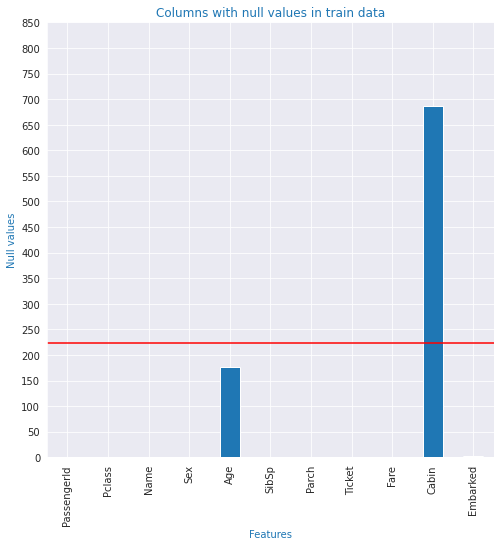 Columns with null values in train data
850
800
750
700
650
600
550
500
450
400
350
300
250
200
150
100
50
0
Null values
PassengerId
Pclass
Name
Sex
Age
SibSp
Parch
Ticket
Fare
Cabin
Embarked
Features